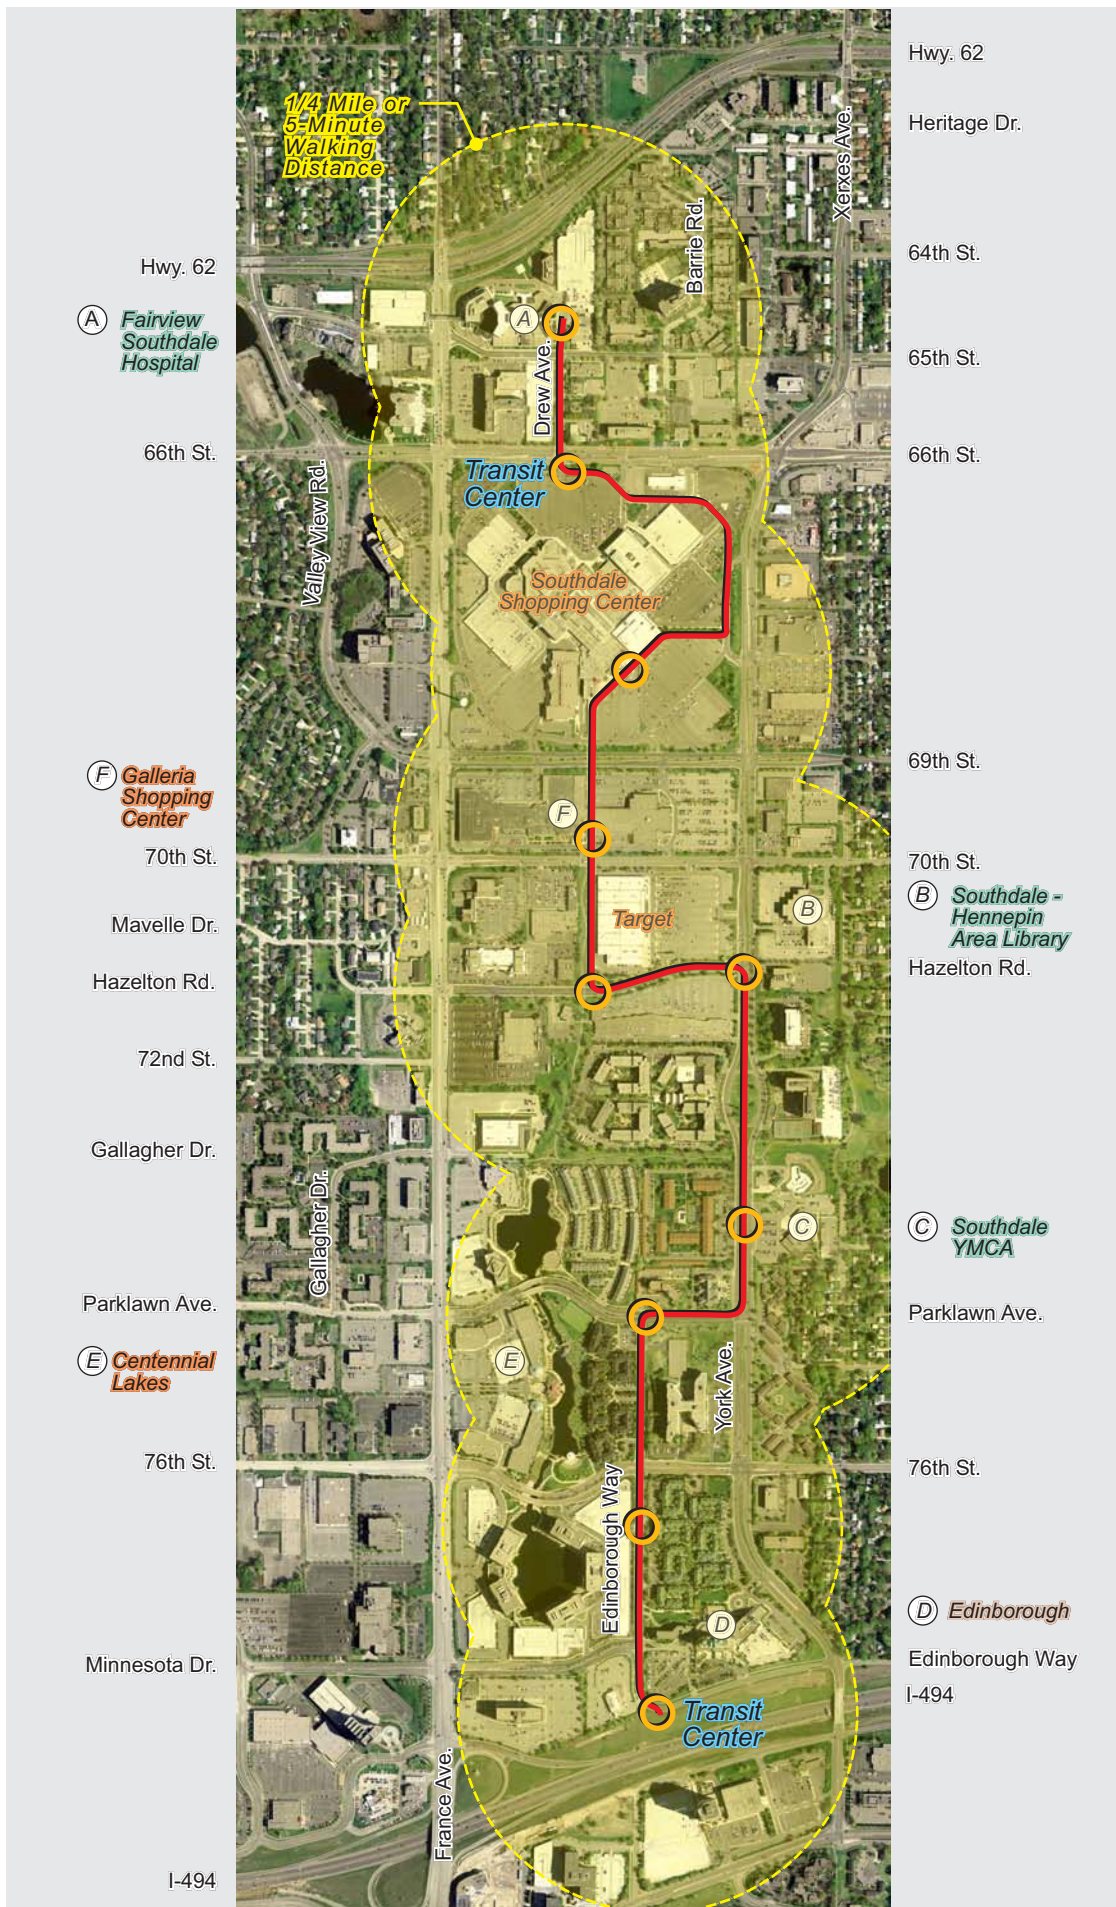 Hwy. 62
Heritage Dr.
1/4 Mile or
5-Minute
Walking
Distance
Xerxes Ave.
Barrie Rd.
64th St.
Hwy. 62
A
Fairview
Southdale
Hospital
A
Drew Ave.
65th St.
66th St.
66th St.
Transit
Center
Valley View Rd.
Southdale
Shopping Center
69th St.
F
Galleria
Shopping
Center
F
70th St.
70th St.
B
Southdale -
Hennepin
Area Library
B
Target
Mavelle Dr.
Hazelton Rd.
Hazelton Rd.
72nd St.
Gallagher Dr.
Gallagher Dr.
C
C
Southdale
YMCA
Parklawn Ave.
Parklawn Ave.
E
Centennial
Lakes
E
York Ave.
76th St.
76th St.
Edinborough Way
D
D
Edinborough
Minnesota Dr.
Edinborough Way
I-494
Transit
Center
France Ave.
I-494